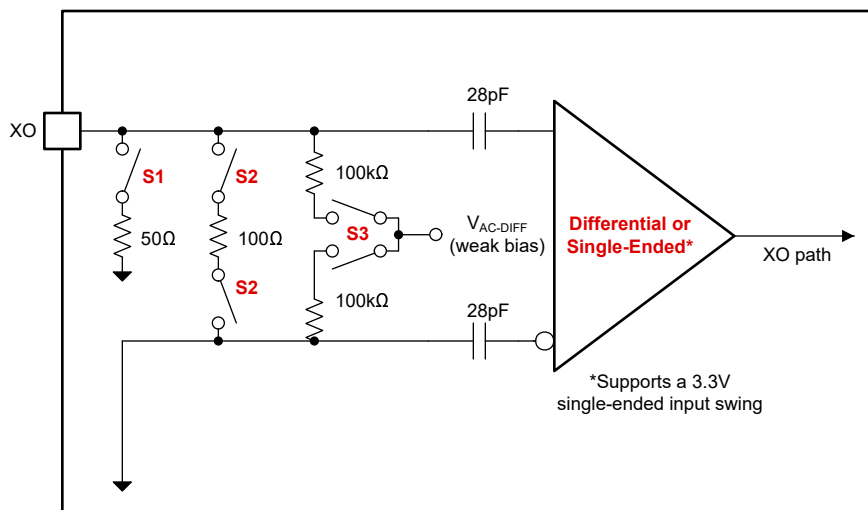 28pF
XO
S1
S2
100kΩ
S3
V_AC-DIFF
(weak bias)
50Ω
100Ω
Differential or
Single-Ended*
XO path
S2
100kΩ
28pF
*Supports a 3.3V
single-ended input swing